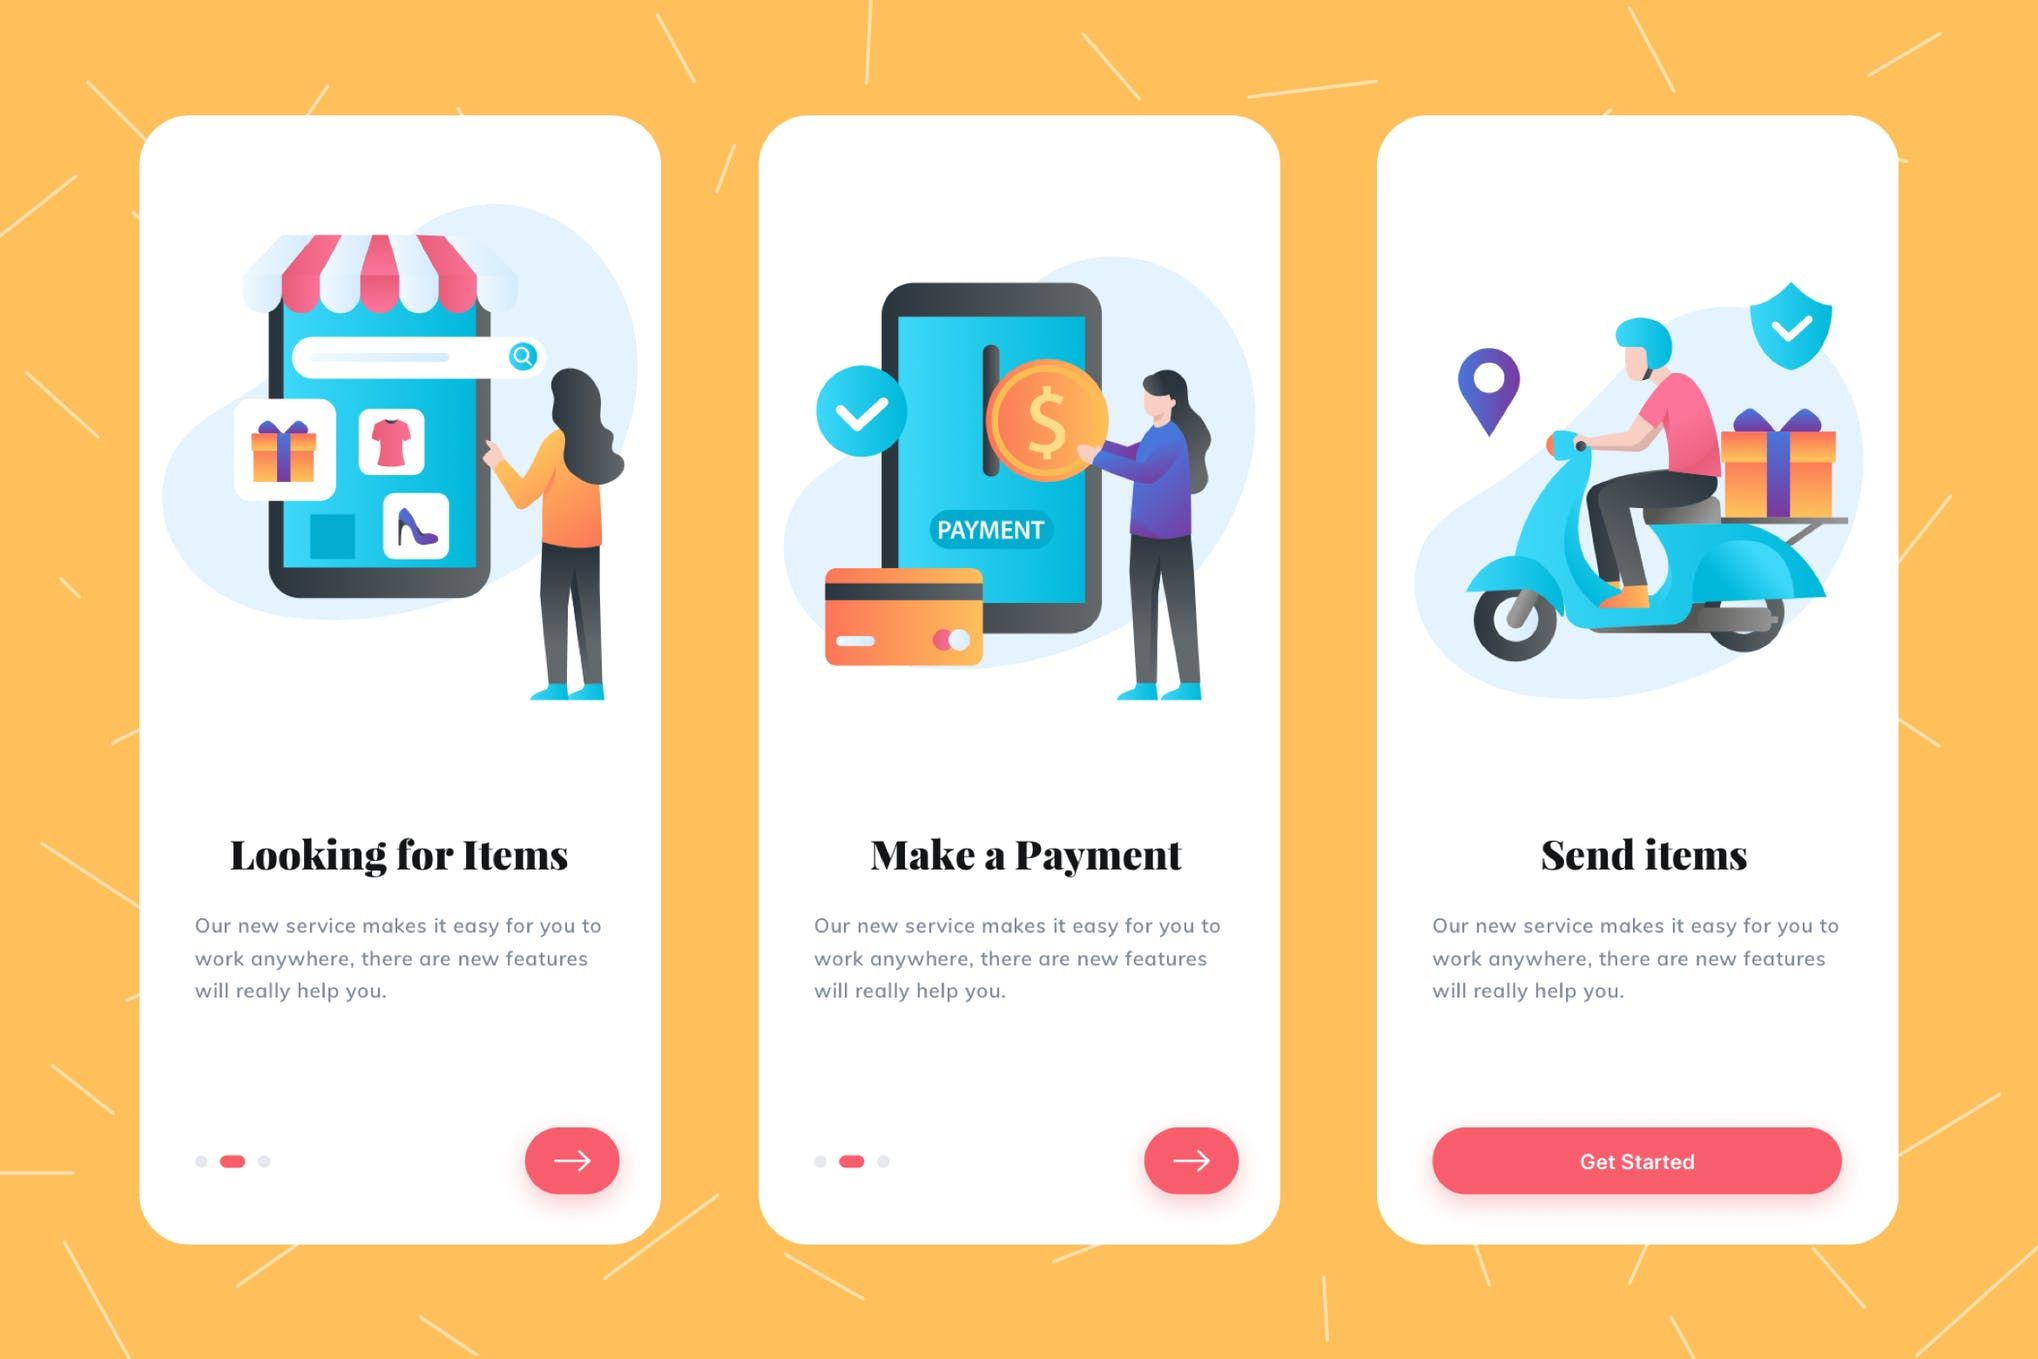 PAYMENT
Looking for Items
Our new service makes it easy for you to
work anywhere, there are new features
will really help you.
Make a Payment
Our new service makes it easy for you to
work anywhere, there are new features
will really help you.
Send items
Our new service makes it easy for you to
work anywhere, there are new features
will really help you.
Get Started